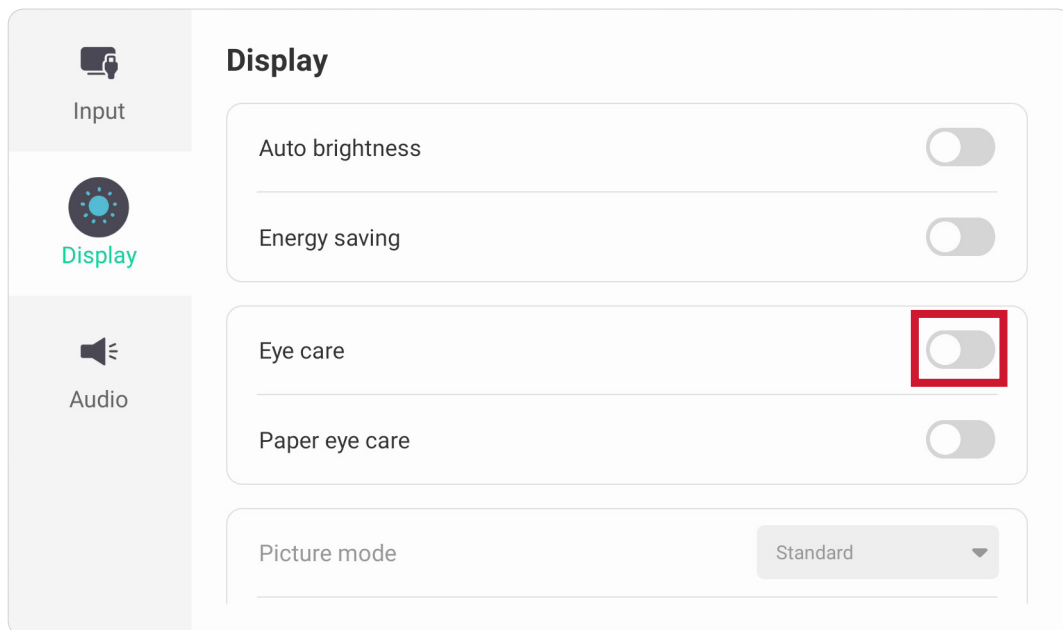 Input
Display
Audio
Display
Auto brightness
Energy saving
Eye care
Paper eye care
Picture mode Standard